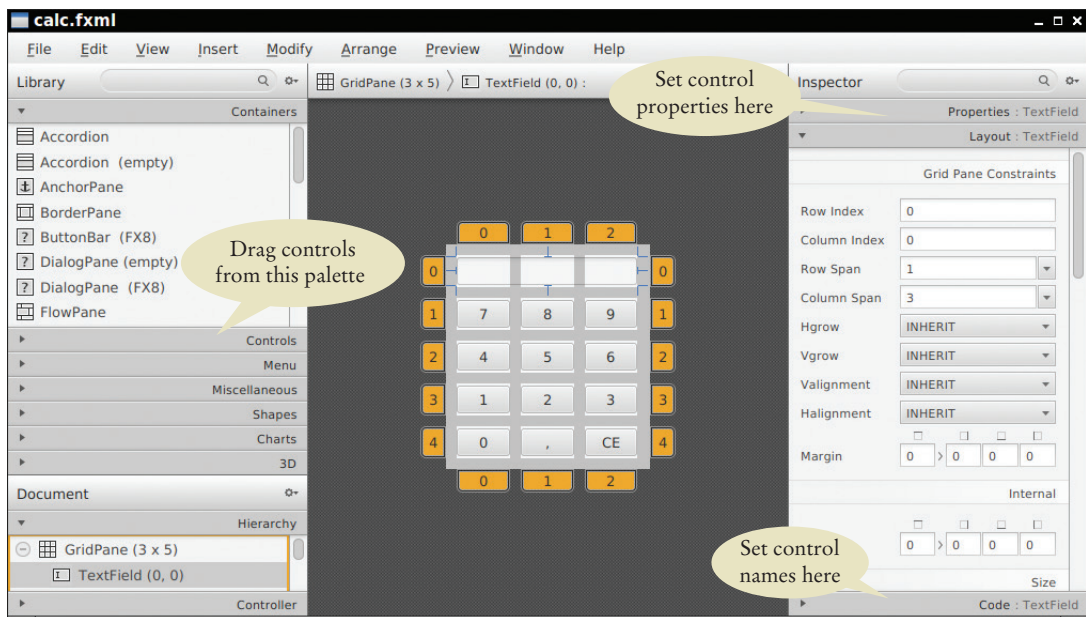 calc.fxml
File Edit View Insert Modify Arrange Preview Window Help
Library
Containers
Accordion
Accordion (empty)
AnchorPane
BorderPane
ButtonBar (FX8)
DialogPane (empty)
DialogPane (FX8)
FlowPane
Controls
Menu
Miscellaneous
Shapes
Charts
3D
Document
Hierarchy
GridPane (3 x 5)
TextField (0, 0)
Controller
Drag controls
from this palette
GridPane (3 x 5) TextField (0, 0) :
0 1 2
0 0
1 7 8 9 1
2 4 5 6 2
3 1 2 3 3
4 0 , CE 4
0 1 2
Set control
properties here
Inspector
Properties : TextField
Layout : TextField
Grid Pane Constraints
Row Index 0
Column Index 0
Row Span 1
Column Span 3
Hgrow INHERIT
Vgrow INHERIT
Valignment INHERIT
Halignment INHERIT
Margin 0 > 0 0 0
Internal
0 > 0 0 0
Size
Code : TextField
Set control
names here